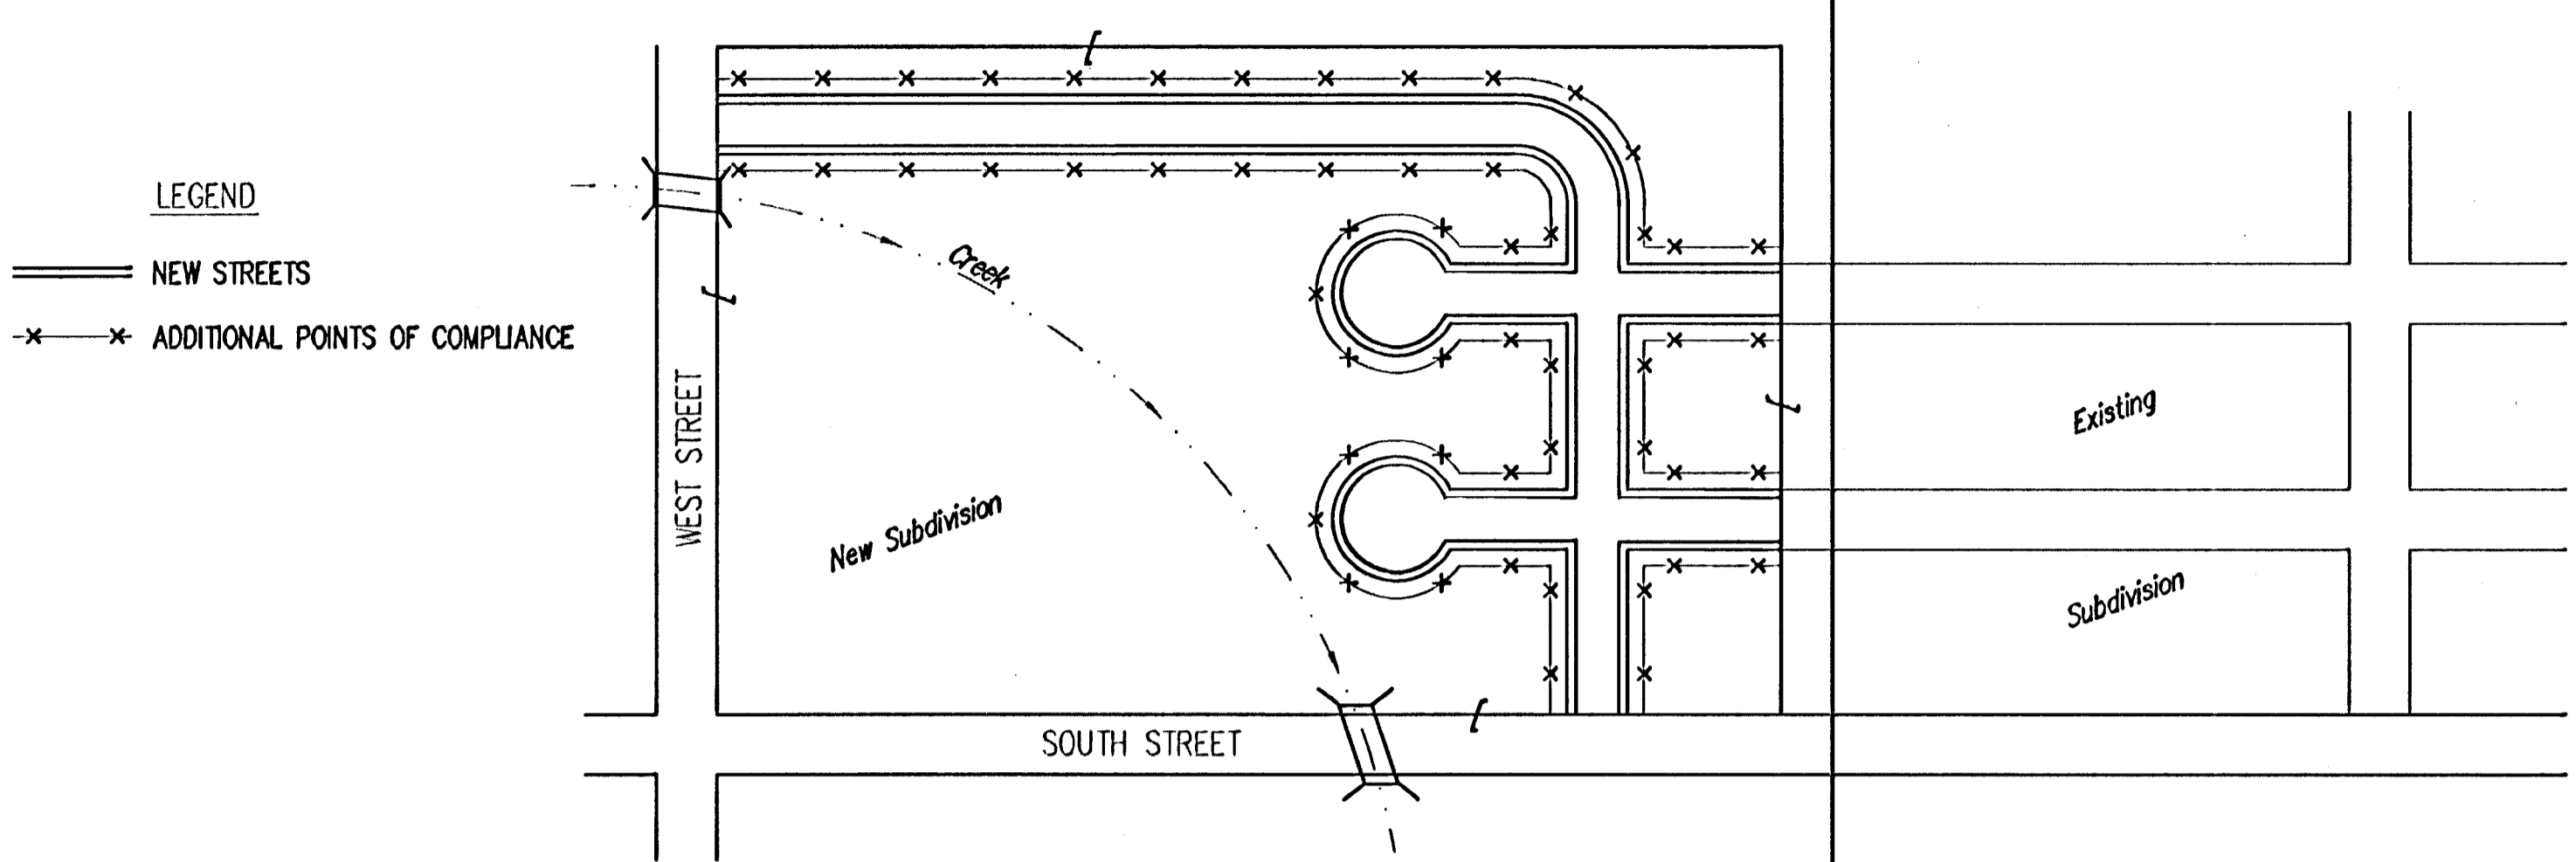 LEGEND
NEW STREETS
ADDITIONAL POINTS OF COMPLIANCE
WEST STREET
Creek
New Subdivision
SOUTH STREET
Existing
Subdivision